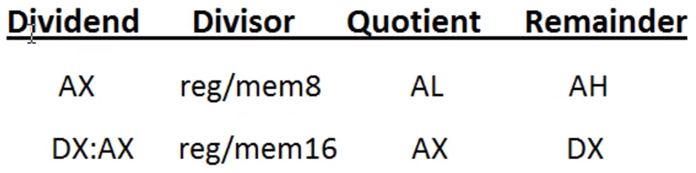 Dividend Divisor Quotient Remainder
AX reg/mem8 AL AH
DX:AX reg/mem16 AX DX